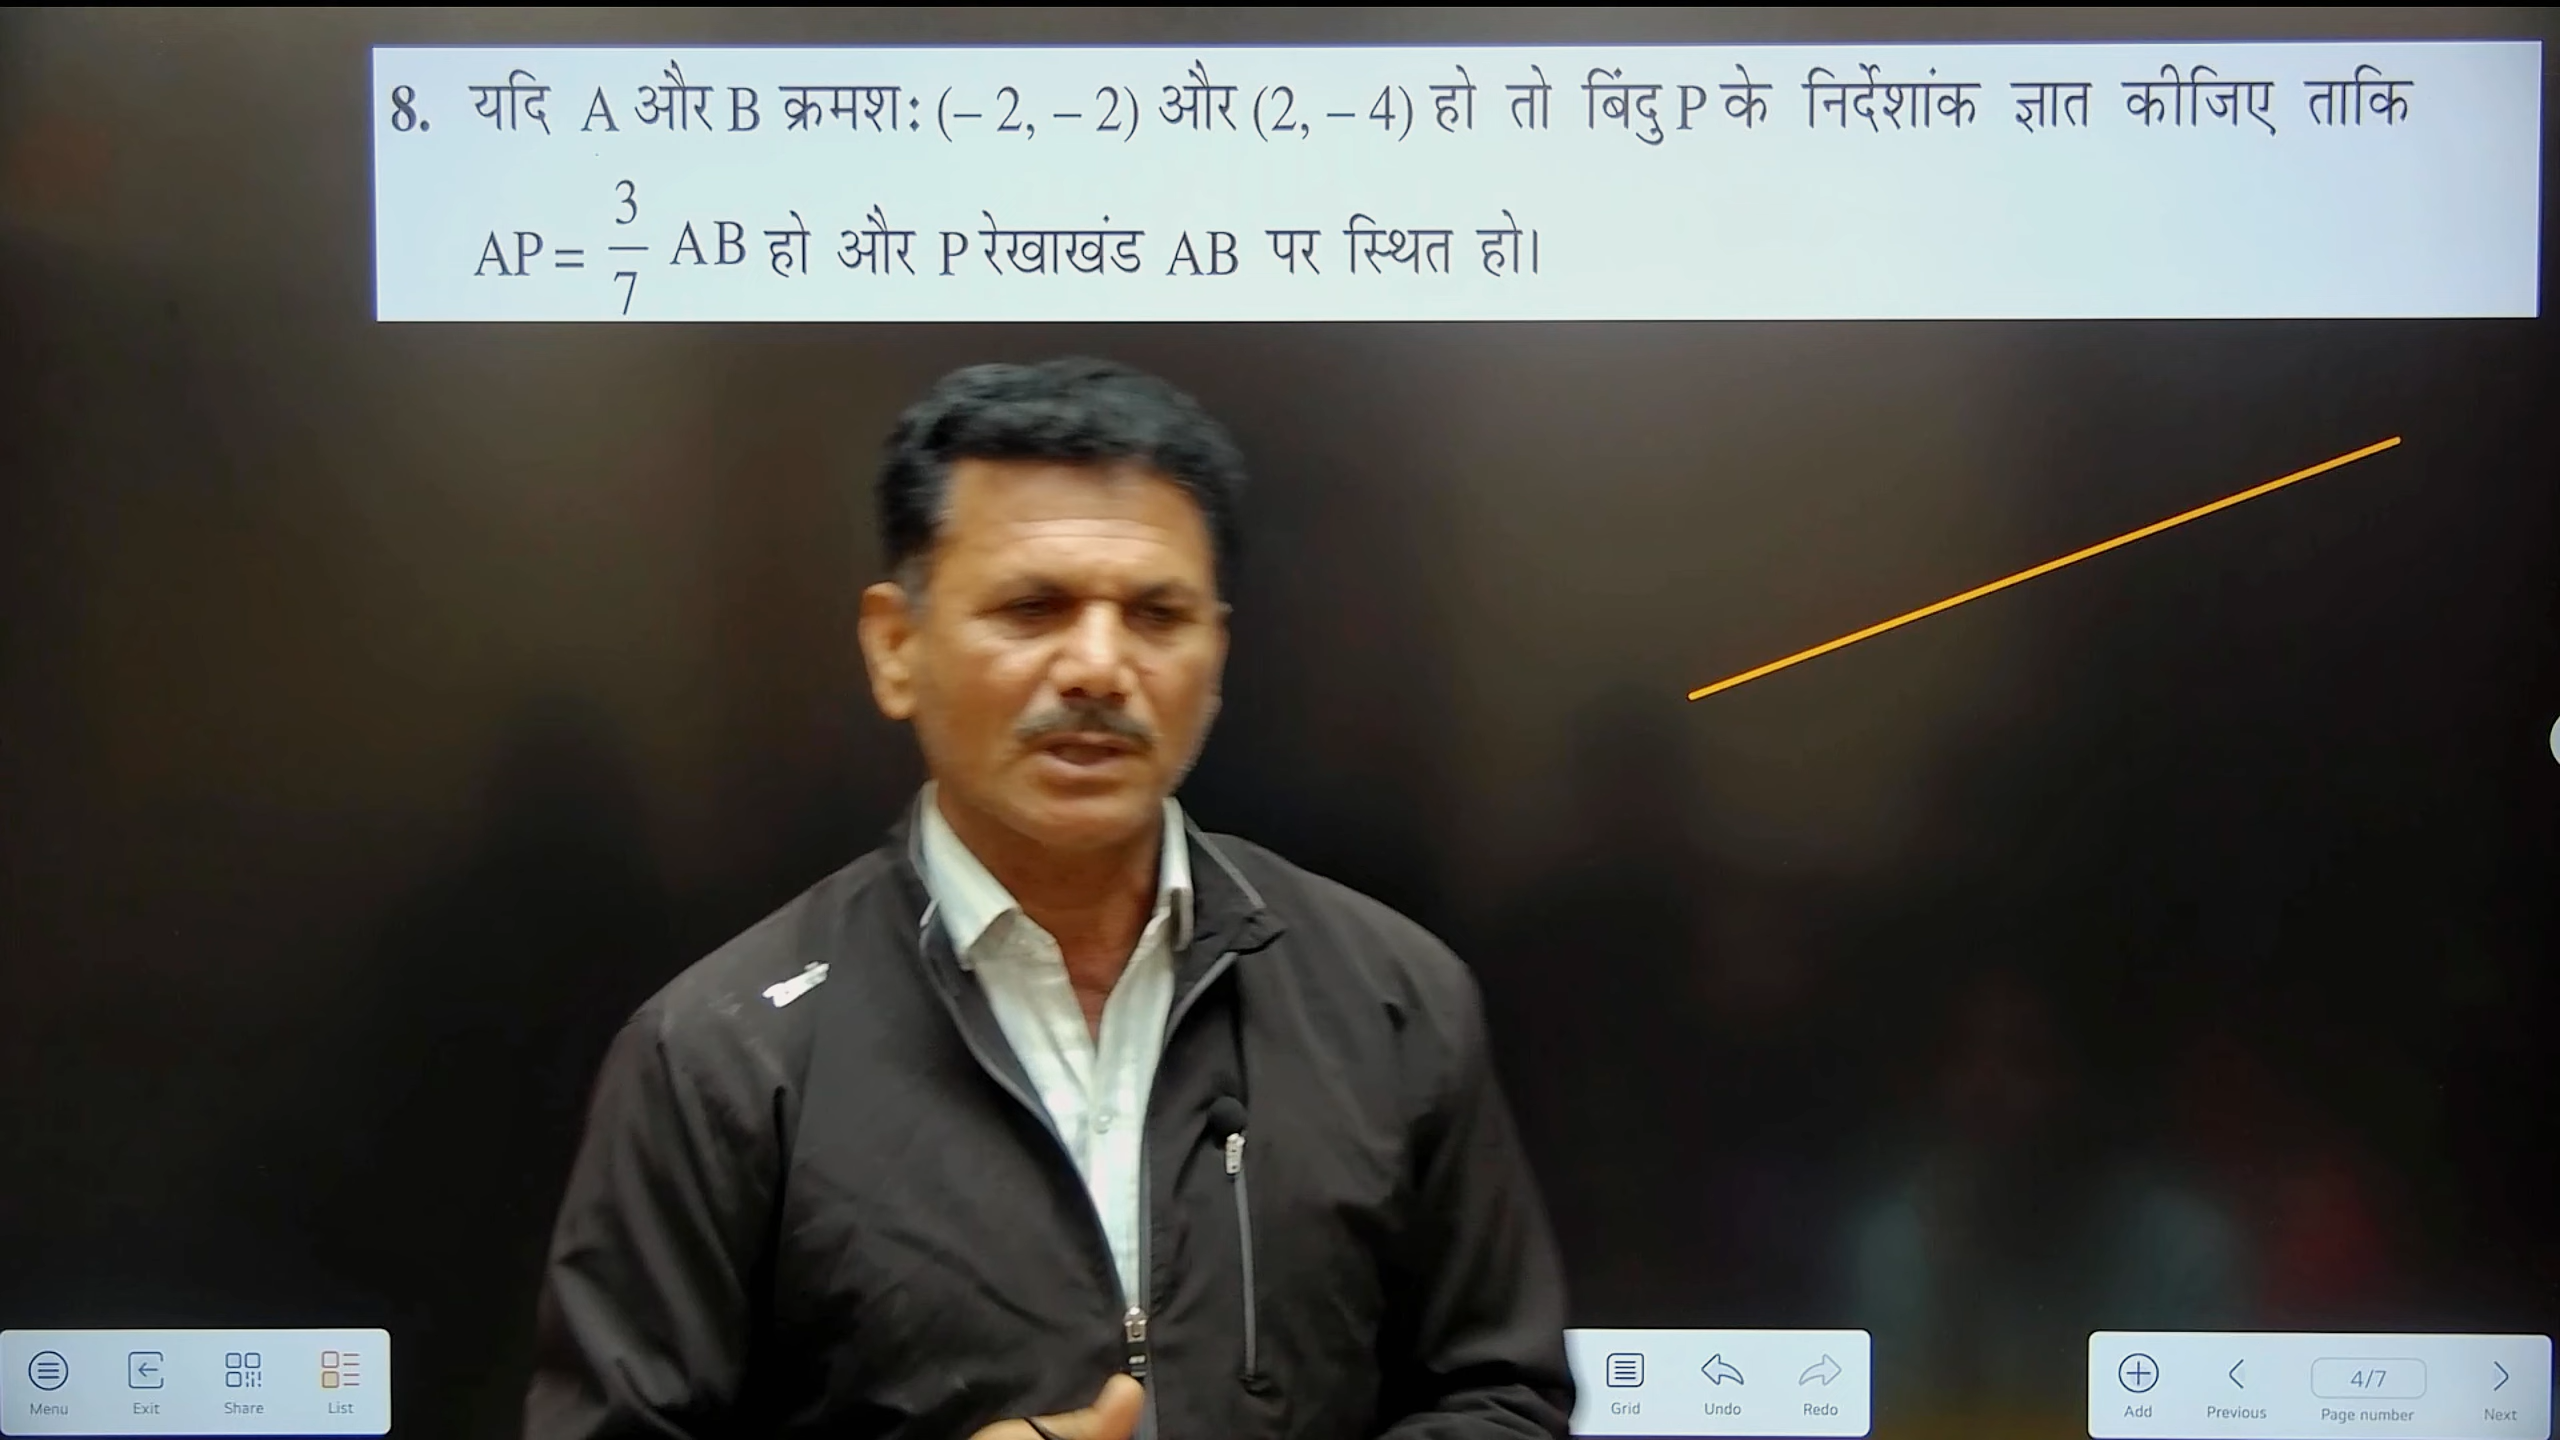 8. यदि A और B क्रमश: (– 2, – 2) और (2, – 4) हो तो बिंदु P के निर्देशांक ज्ञात कीजिए ताकि
AP = 3/7 AB हो और P रेखाखंड AB पर स्थित हो।
Menu Exit Share List Grid Undo Redo Add Previous 4/7 Page number Next